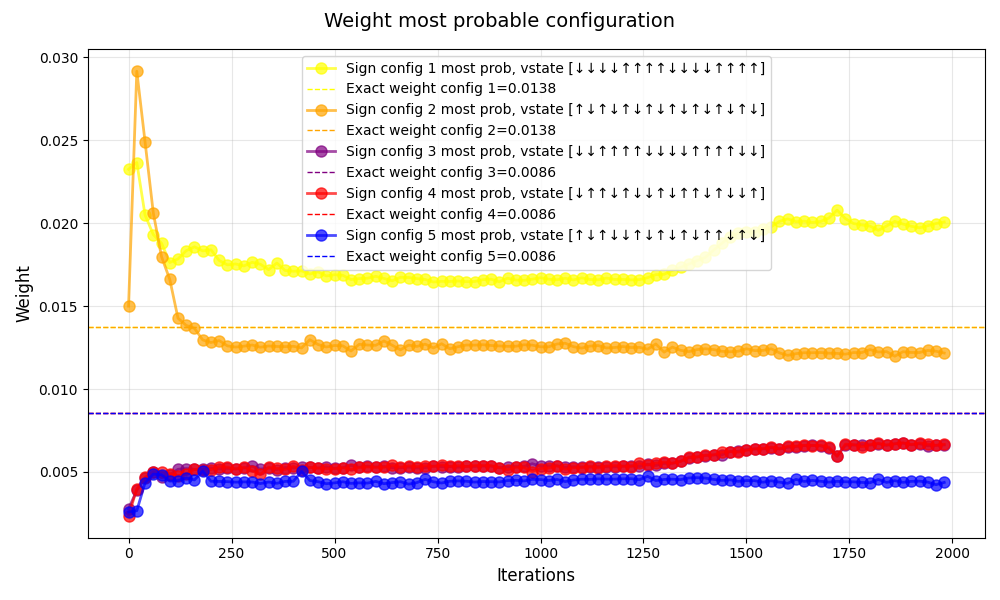 Weight most probable configuration
Weight
0.030
0.025
0.020
0.015
0.010
0.005
Sign config 1 most prob, vstate [↓↓↓↓↑↑↑↑↓↓↓↓↑↑↑↑]
Exact weight config 1=0.0138
Sign config 2 most prob, vstate [↑↓↑↓↑↓↑↓↑↓↑↓↑↓↑↓]
Exact weight config 2=0.0138
Sign config 3 most prob, vstate [↓↓↑↑↑↑↓↓↓↓↑↑↑↑↓↓]
Exact weight config 3=0.0086
Sign config 4 most prob, vstate [↓↑↑↓↑↓↓↑↓↑↑↓↑↓↓↑]
Exact weight config 4=0.0086
Sign config 5 most prob, vstate [↑↓↑↓↓↑↓↑↓↑↓↑↑↓↑↓]
Exact weight config 5=0.0086
0 250 500 750 1000 1250 1500 1750 2000
Iterations